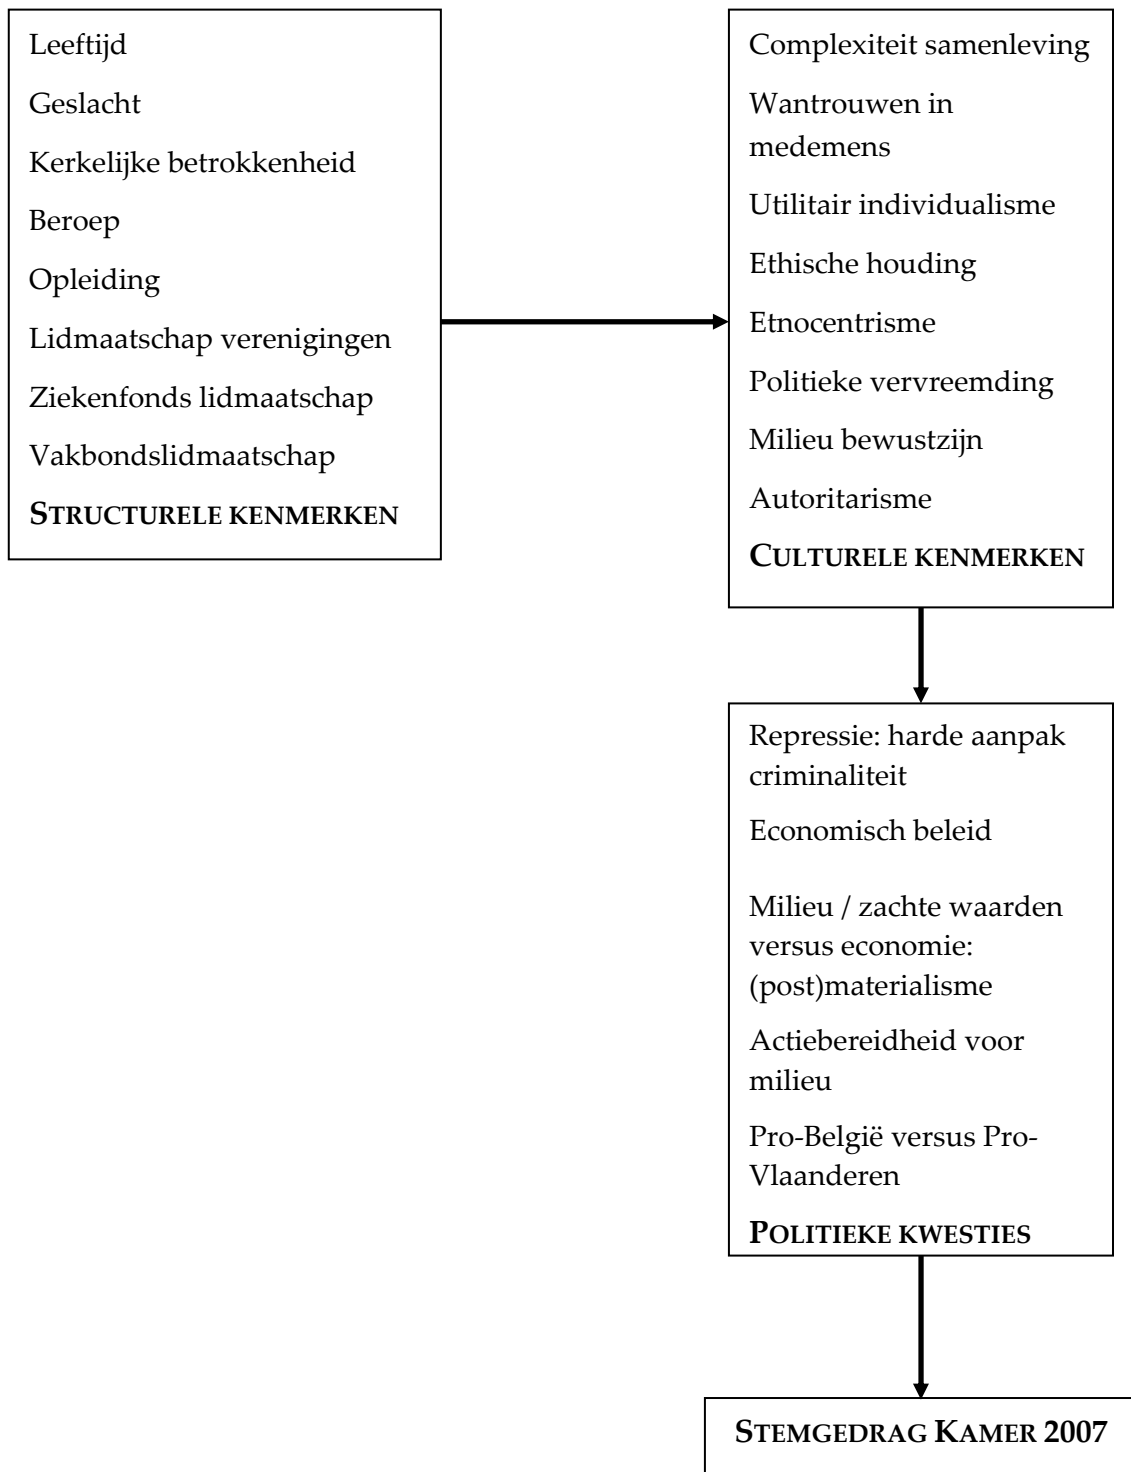 Leeftijd
Geslacht
Kerkelijke betrokkenheid
Beroep
Opleiding
Lidmaatschap verenigingen
Ziekenfonds lidmaatschap
Vakbondslidmaatschap
STRUCTURELE KENMERKEN
Complexiteit samenleving
Wantrouwen in
medemens
Utilitair individualisme
Ethische houding
Etnocentrisme
Politieke vervreemding
Milieu bewustzijn
Autoritarisme
CULTURELE KENMERKEN
Repressie: harde aanpak
criminaliteit
Economisch beleid
Milieu / zachte waarden
versus economie:
(post)materialisme
Actiebereidheid voor
milieu
Pro-België versus Pro-
Vlaanderen
POLITIEKE KWESTIES
STEMGEDRAG KAMER 2007